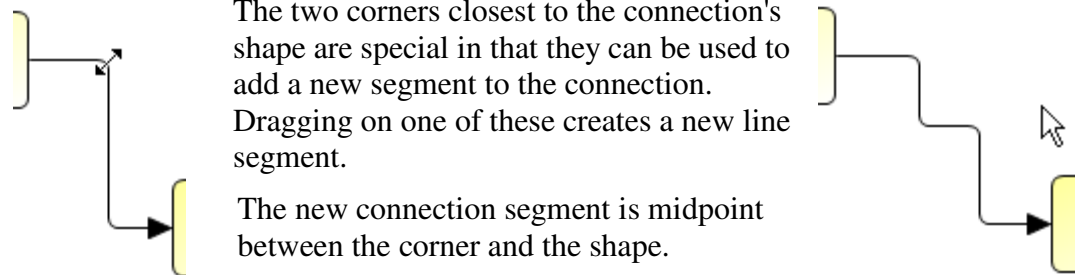 The two corners closest to the connection's
shape are special in that they can be used to
add a new segment to the connection.
Dragging on one of these creates a new line
segment.
The new connection segment is midpoint
between the corner and the shape.